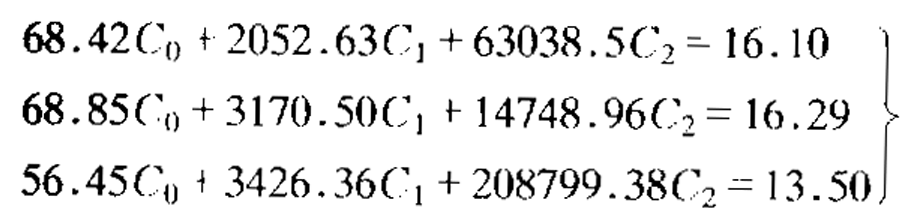 68.42C₀ + 2052.63C₁ + 63038.5C₂ = 16.10
68.85C₀ + 3170.50C₁ + 14748.96C₂ = 16.29
56.45C₀ + 3426.36C₁ + 208799.38C₂ = 13.50